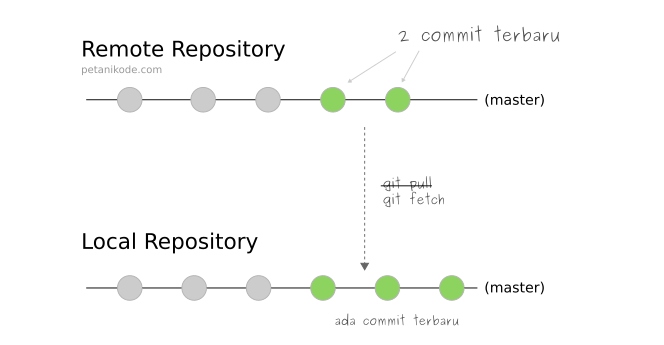 2 commit terbaru
Remote Repository
petanikode.com
(master)
git pull
git fetch
Local Repository
(master)
ada commit terbaru